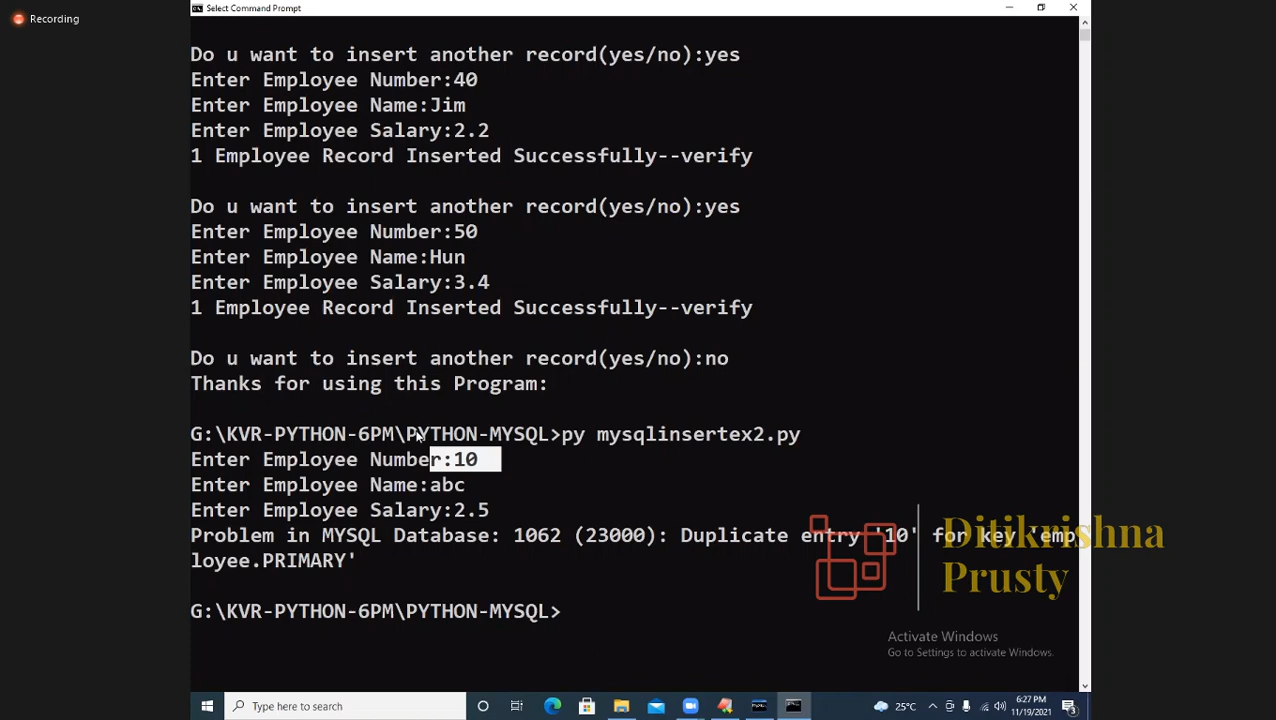 Recording
Select Command Prompt
Do u want to insert another record(yes/no):yes
Enter Employee Number:40
Enter Employee Name:Jim
Enter Employee Salary:2.2
1 Employee Record Inserted Successfully--verify
Do u want to insert another record(yes/no):yes
Enter Employee Number:50
Enter Employee Name:Hun
Enter Employee Salary:3.4
1 Employee Record Inserted Successfully--verify
Do u want to insert another record(yes/no):no
Thanks for using this Program:
G:\KVR-PYTHON-6PM\PYTHON-MYSQL>py mysqlinsertex2.py
Enter Employee Number:10
Enter Employee Name:abc
Enter Employee Salary:2.5
Problem in MYSQL Database: 1062 (23000): Duplicate entry '10' for key 'emp
loyee.PRIMARY'
G:\KVR-PYTHON-6PM\PYTHON-MYSQL>
Ditikrishna
Prusty
Activate Windows
Go to Settings to activate Windows.
Type here to search
25°C
6:27 PM
11/19/2021